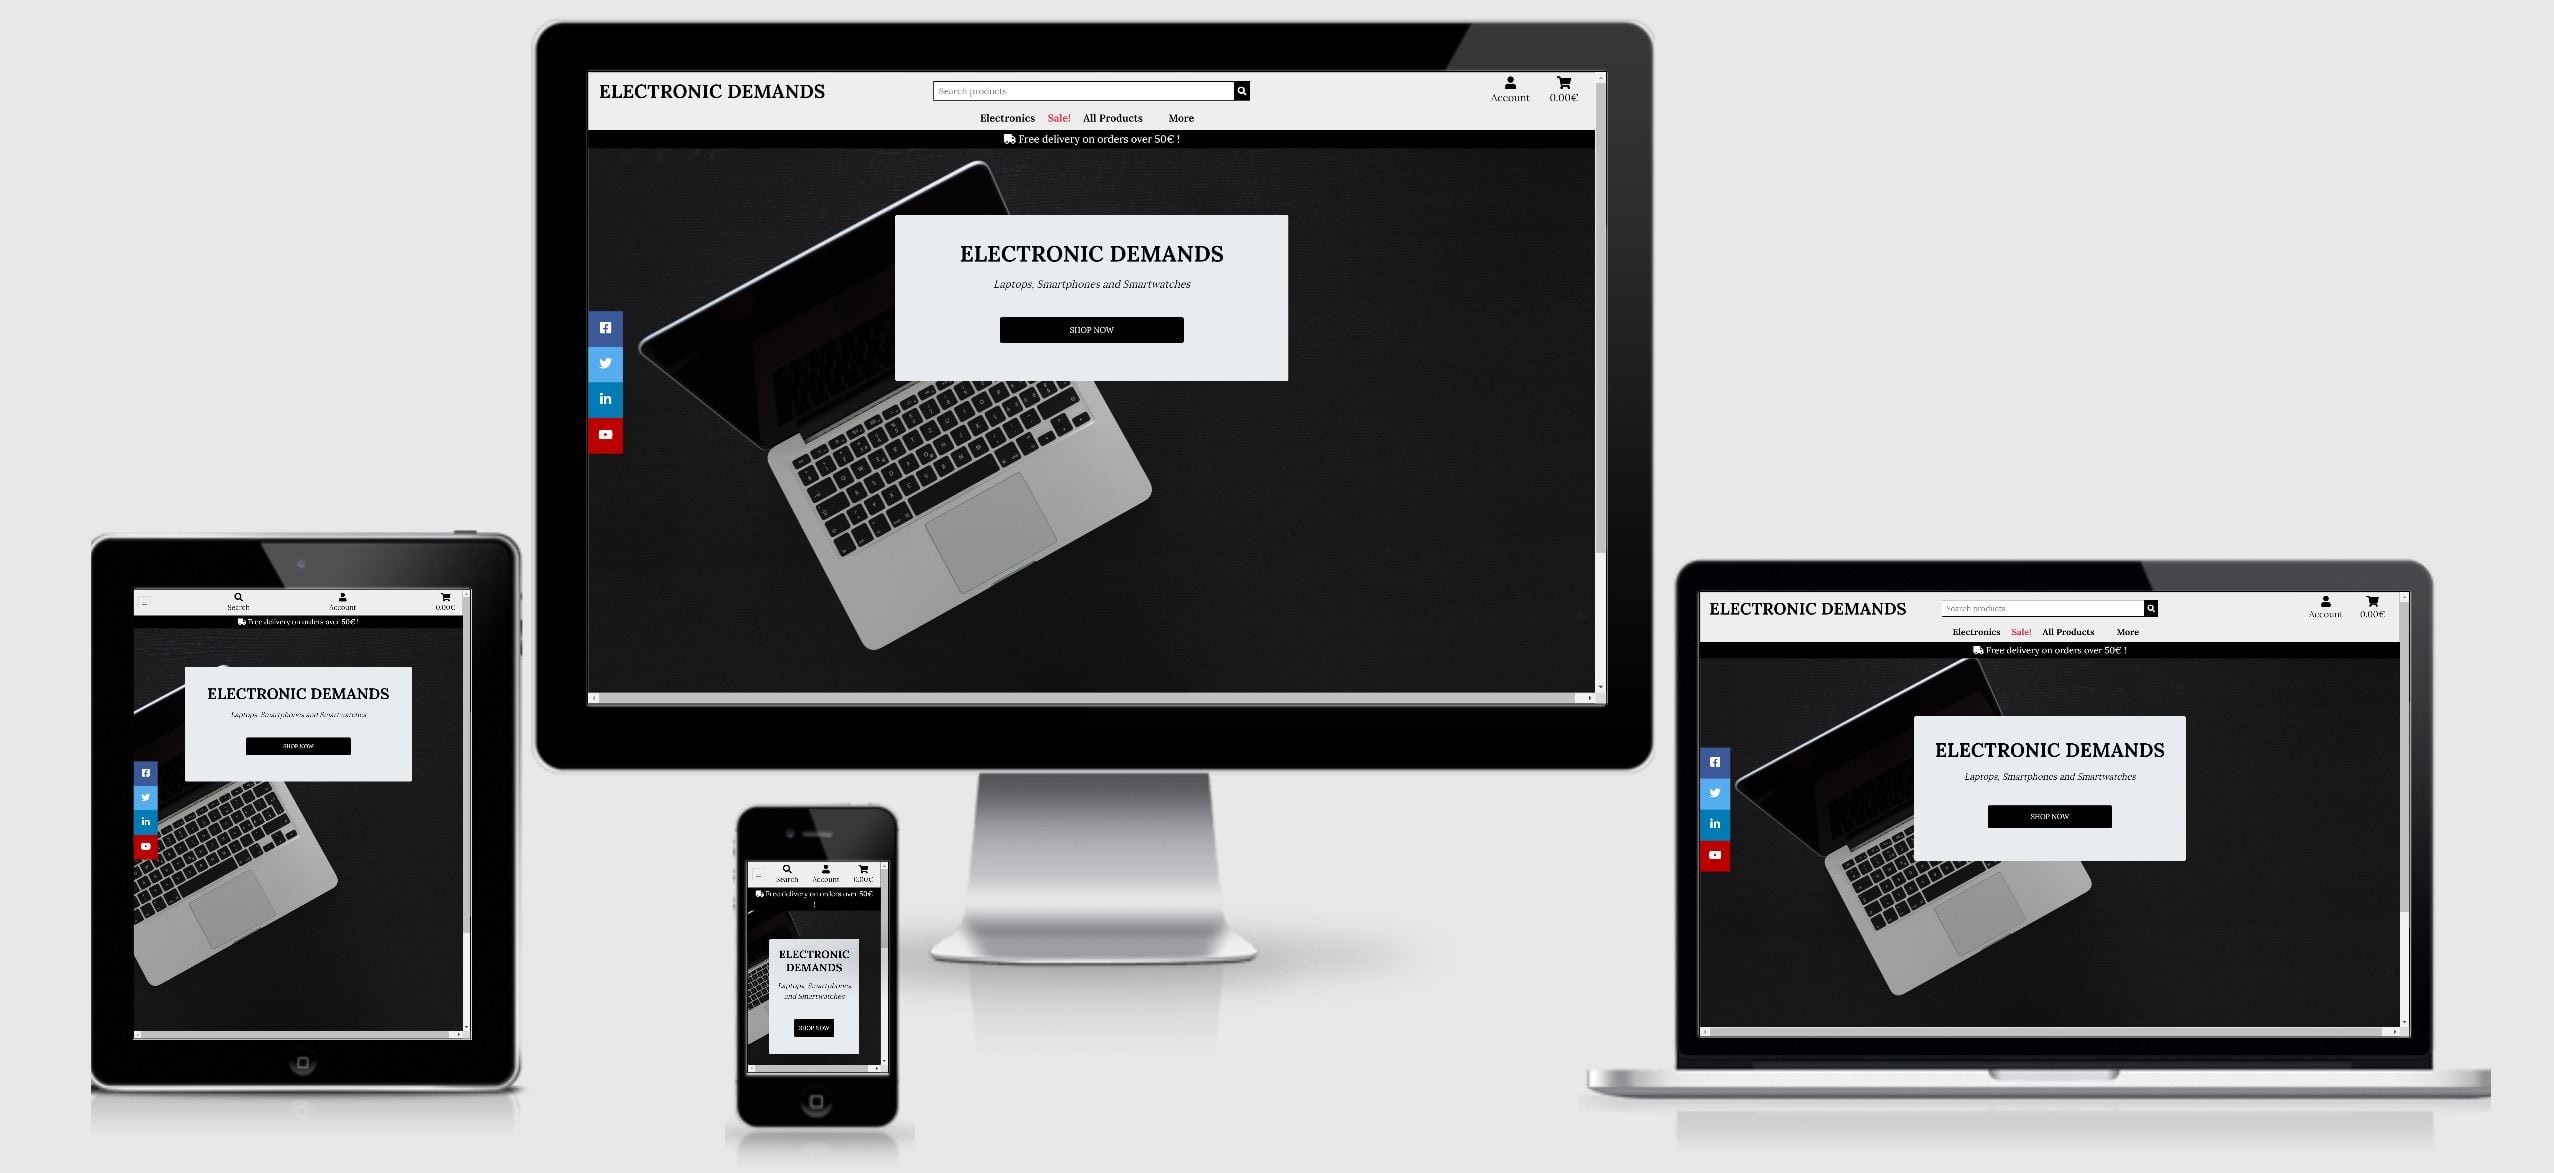 ELECTRONIC DEMANDS
Search products
Account
0.00€
Electronics Sale! All Products More
Free delivery on orders over 50€ !
ELECTRONIC DEMANDS
Laptops, Smartphones and Smartwatches
SHOP NOW
Search
Account
0.00€
Free delivery on orders over 50€ !
ELECTRONIC DEMANDS
Laptops, Smartphones and Smartwatches
SHOP NOW
Search
Account
0.00€
Free delivery on orders over 50€
!
ELECTRONIC
DEMANDS
Laptops, Smartphones
and Smartwatches
SHOP NOW
ELECTRONIC DEMANDS
Search products
Account
0.00€
Electronics Sale! All Products More
Free delivery on orders over 50€ !
ELECTRONIC DEMANDS
Laptops, Smartphones and Smartwatches
SHOP NOW